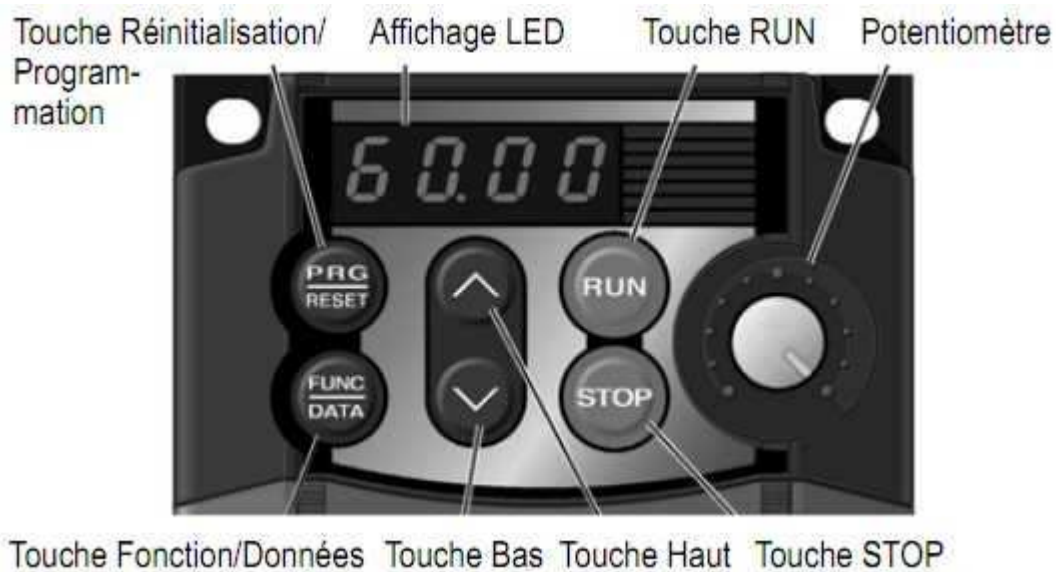 Touche Réinitialisation/
Program-
mation
Affichage LED
Touche RUN
Potentiomètre
60.00
PRG
RESET
RUN
FUNC
DATA
STOP
Touche Fonction/Données
Touche Bas
Touche Haut
Touche STOP